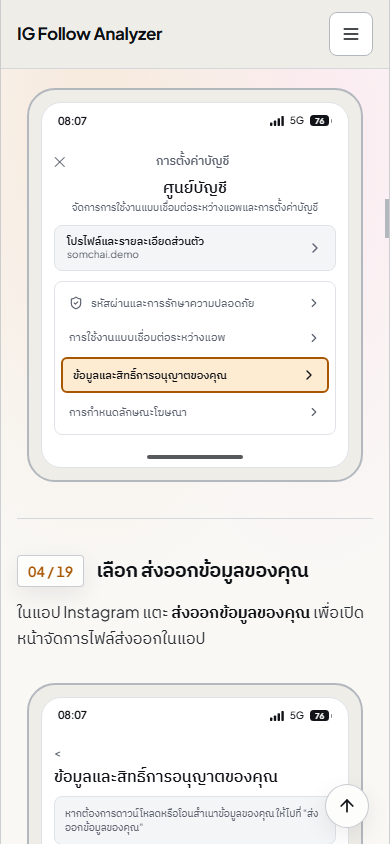 IG Follow Analyzer
08:07
5G 76
การตั้งค่าบัญชี
ศูนย์บัญชี
จัดการการใช้งานแบบเชื่อมต่อระหว่างแอพและการตั้งค่าบัญชี
โปรไฟล์และรายละเอียดส่วนตัว
somchai.demo
รหัสผ่านและการรักษาความปลอดภัย
การใช้งานแบบเชื่อมต่อระหว่างแอพ
ข้อมูลและสิทธิ์การอนุญาตของคุณ
การกำหนดลักษณะโฆษณา
04 / 19
เลือก ส่งออกข้อมูลของคุณ
ในแอป Instagram แตะ ส่งออกข้อมูลของคุณ เพื่อเปิด
หน้าจัดการไฟล์ส่งออกในแอป
08:07
5G 76
<
ข้อมูลและสิทธิ์การอนุญาตของคุณ
หากต้องการดาวน์โหลดหรือโอนสำเนาข้อมูลของคุณ ให้ไปที่ "ส่ง
ออกข้อมูลของคุณ"